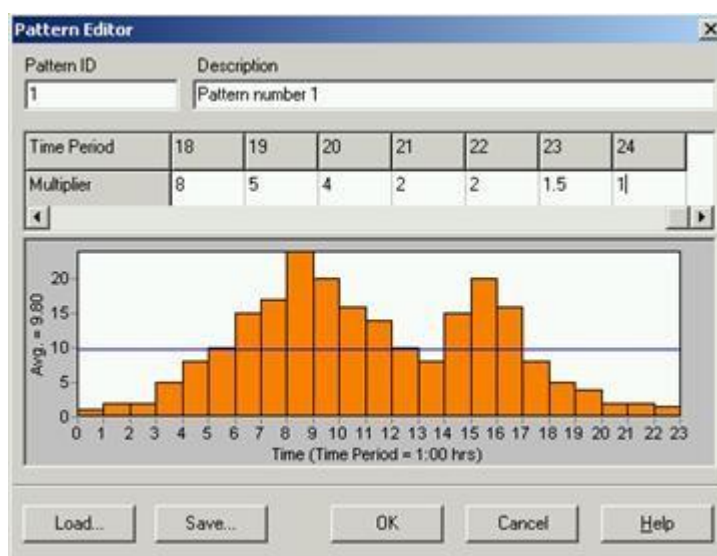 Pattern Editor
Pattern ID Description
1 Pattern number 1
Time Period 18 19 20 21 22 23 24
Multiplier 8 5 4 2 2 1.5 1
Avg. = 9.80
20
15
10
5
0
0 1 2 3 4 5 6 7 8 9 10 11 12 13 14 15 16 17 18 19 20 21 22 23
Time (Time Period = 1:00 hrs)
Load... Save... OK Cancel Help